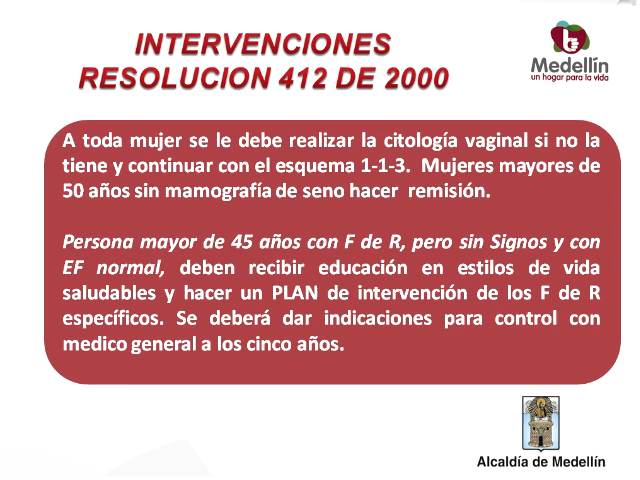 INTERVENCIONES
RESOLUCION 412 DE 2000
Medellín
un hogar para la vida
A toda mujer se le debe realizar la citología vaginal si no la
tiene y continuar con el esquema 1-1-3. Mujeres mayores de
50 años sin mamografía de seno hacer remisión.
Persona mayor de 45 años con F de R, pero sin Signos y con
EF normal, deben recibir educación en estilos de vida
saludables y hacer un PLAN de intervención de los F de R
específicos. Se deberá dar indicaciones para control con
medico general a los cinco años.
Alcaldía de Medellín